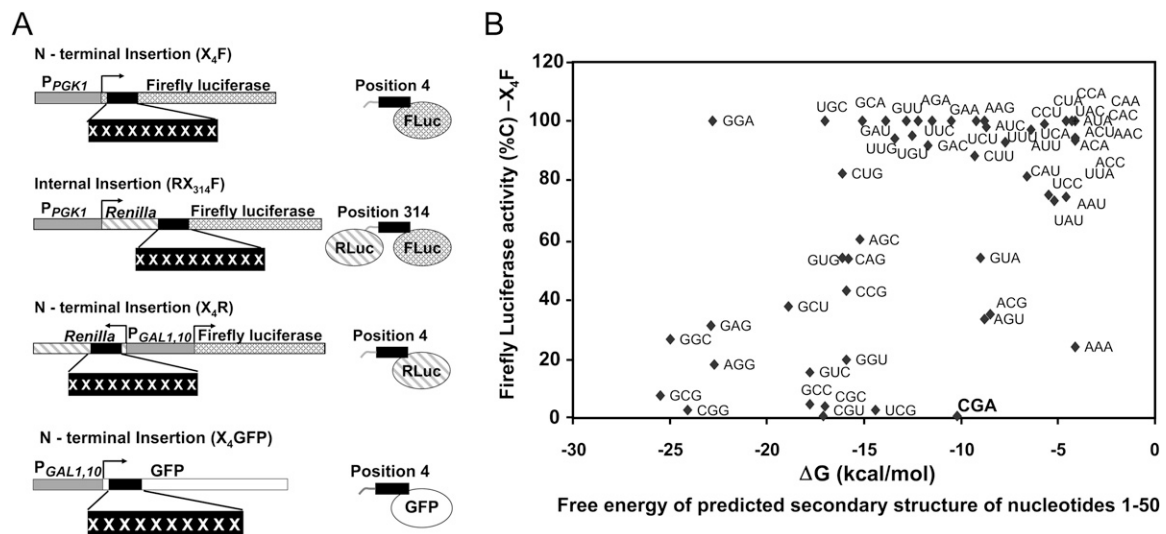 A
N - terminal Insertion (X4F)
PPGK1
Firefly luciferase
XXXXXXXXXX
Position 4
FLuc
Internal Insertion (RX314F)
PPGK1
Renilla
Firefly luciferase
XXXXXXXXXX
Position 314
RLuc
FLuc
N - terminal Insertion (X4R)
Renilla
PGAL1,10
Firefly luciferase
XXXXXXXXXX
Position 4
RLuc
N - terminal Insertion (X4GFP)
PGAL1,10
GFP
XXXXXXXXXX
Position 4
GFP
B
Firefly Luciferase activity (%C) –X4F
120
100
80
60
40
20
0
CCA
CUA
CAA
UGC GCA GUU AGA GAA AAG CCU UAC CAC
GGA
GAU UUC AUC AUA
UCU UUU UCA ACU AAC
UUG UGU GAC AUU ACA
CUU
CUG
CAU UUA ACC
UCC
AAU
UAU
AGC
GUG CAG
GUA
CCG
GCU
ACG
AGU
GAG
GGC
AGG
GGU
AAA
GUC
GCG
GCC CGC
CGG
CGU UCG
CGA
-30 -25 -20 -15 -10 -5 0
ΔG (kcal/mol)
Free energy of predicted secondary structure of nucleotides 1-50